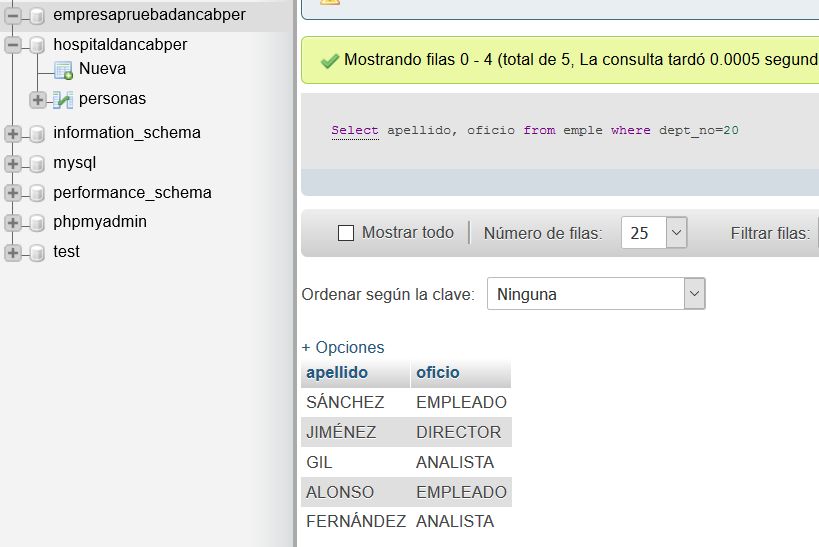 empresapruebadancabper
hospitaldancabper
Nueva
personas
information_schema
mysql
performance_schema
phpmyadmin
test
Mostrando filas 0 - 4 (total de 5, La consulta tardó 0.0005 segund
Select apellido, oficio from emple where dept_no=20
Mostrar todo Número de filas: 25 Filtrar filas:
Ordenar según la clave: Ninguna
+ Opciones
apellido oficio
SÁNCHEZ EMPLEADO
JIMÉNEZ DIRECTOR
GIL ANALISTA
ALONSO EMPLEADO
FERNÁNDEZ ANALISTA